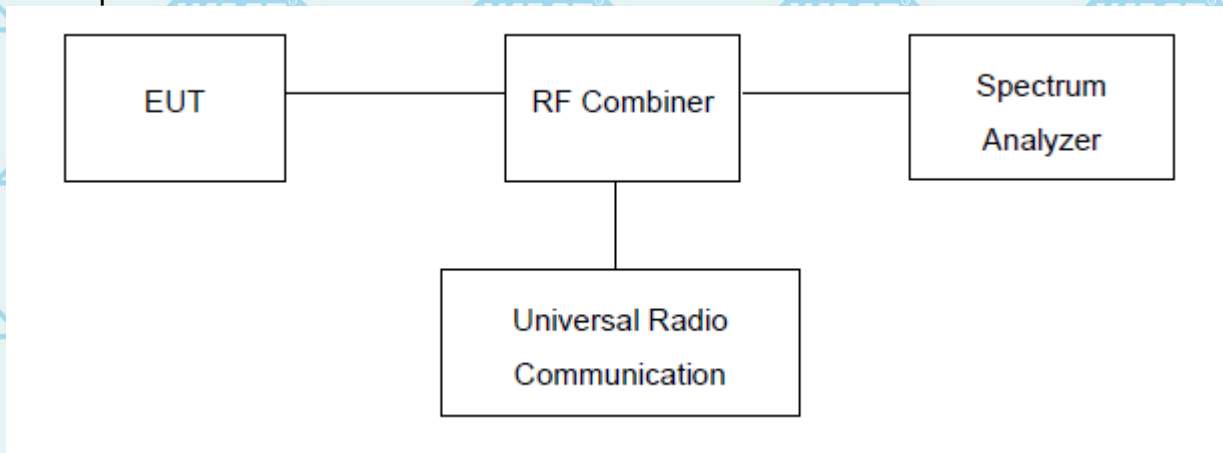 EUT
RF Combiner
Spectrum
Analyzer
Universal Radio
Communication